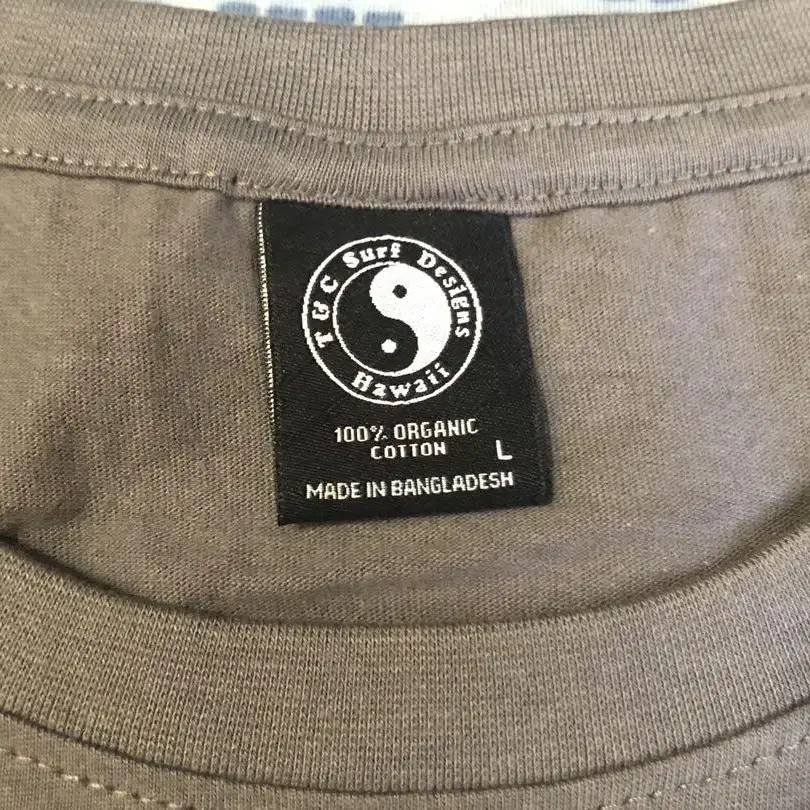 T & C Surf Designs
Hawaii
100% ORGANIC
COTTON
L
MADE IN BANGLADESH